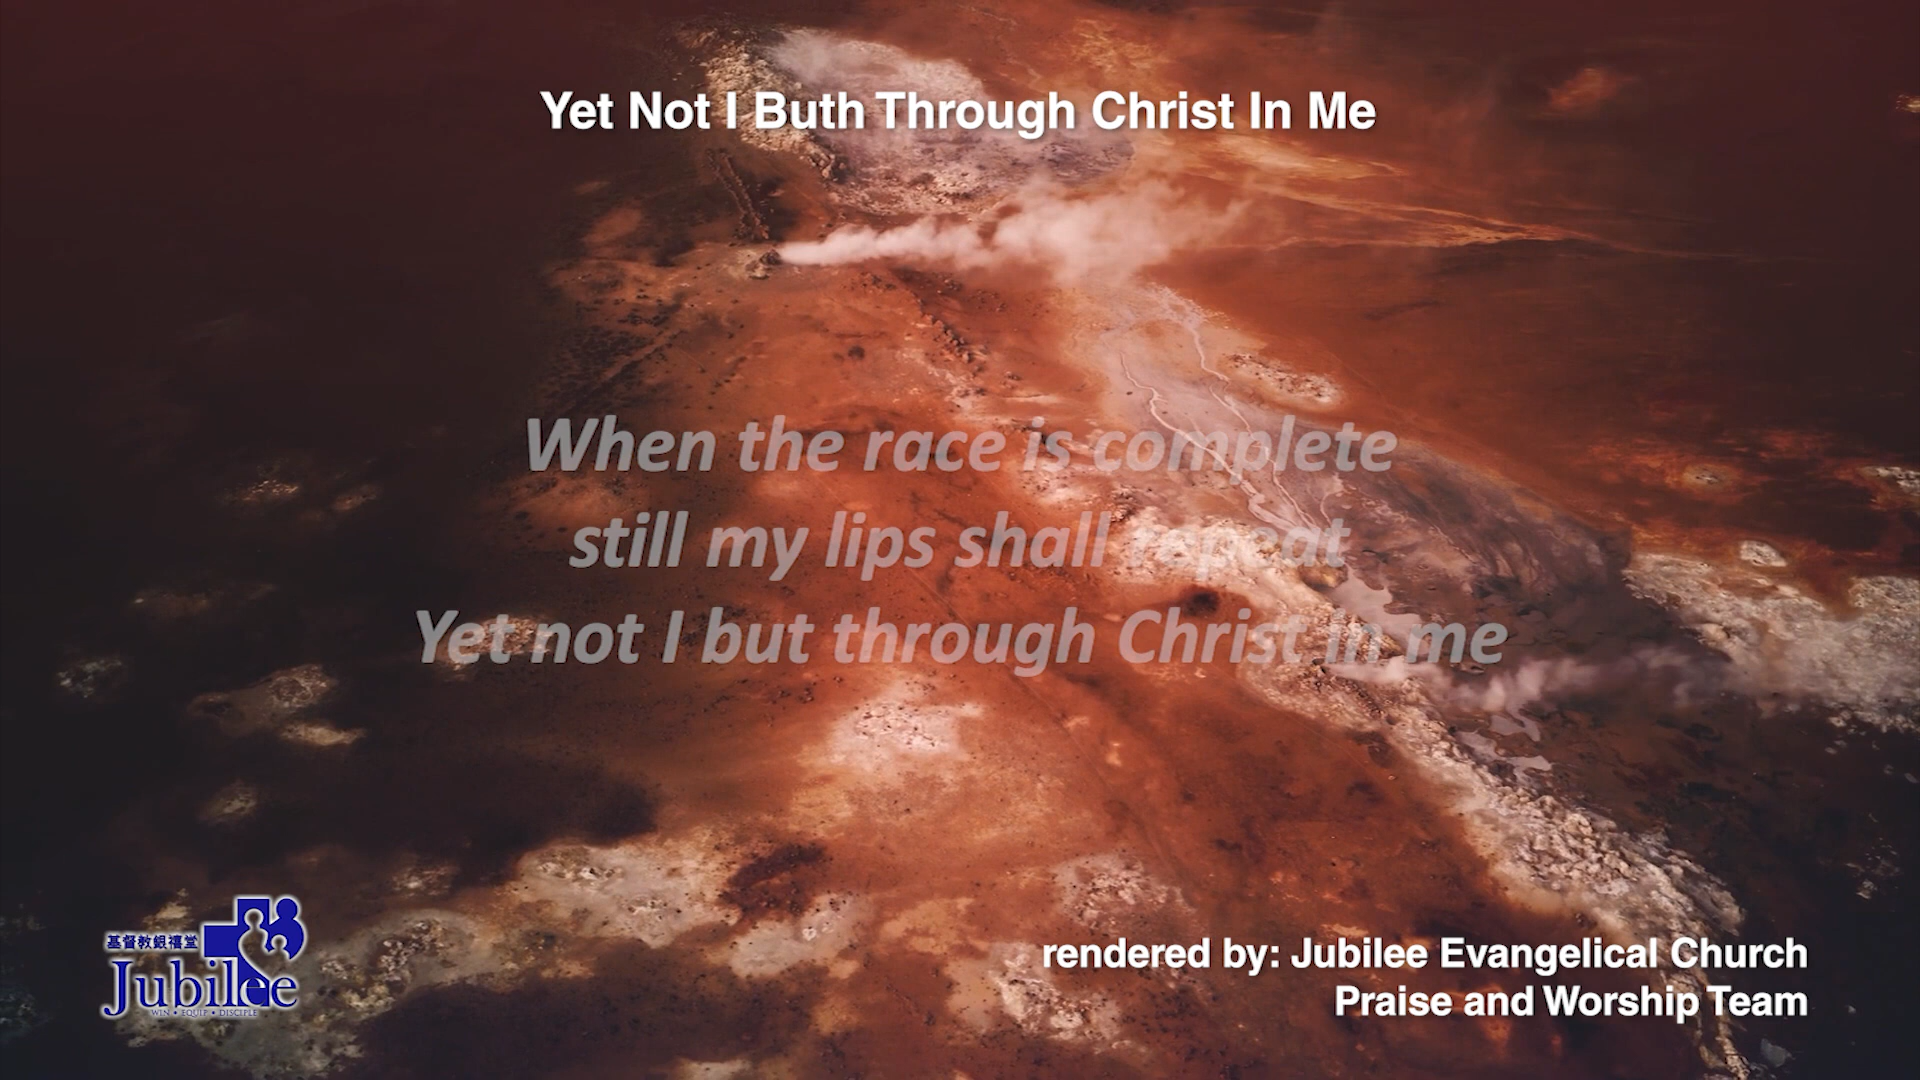 Yet Not I Buth Through Christ In Me
When the race is complete
still my lips shall repeat
Yet not I but through Christ in me
基督教銀禧堂
Jubilee
WIN • EQUIP • DISCIPLE
rendered by: Jubilee Evangelical Church
Praise and Worship Team